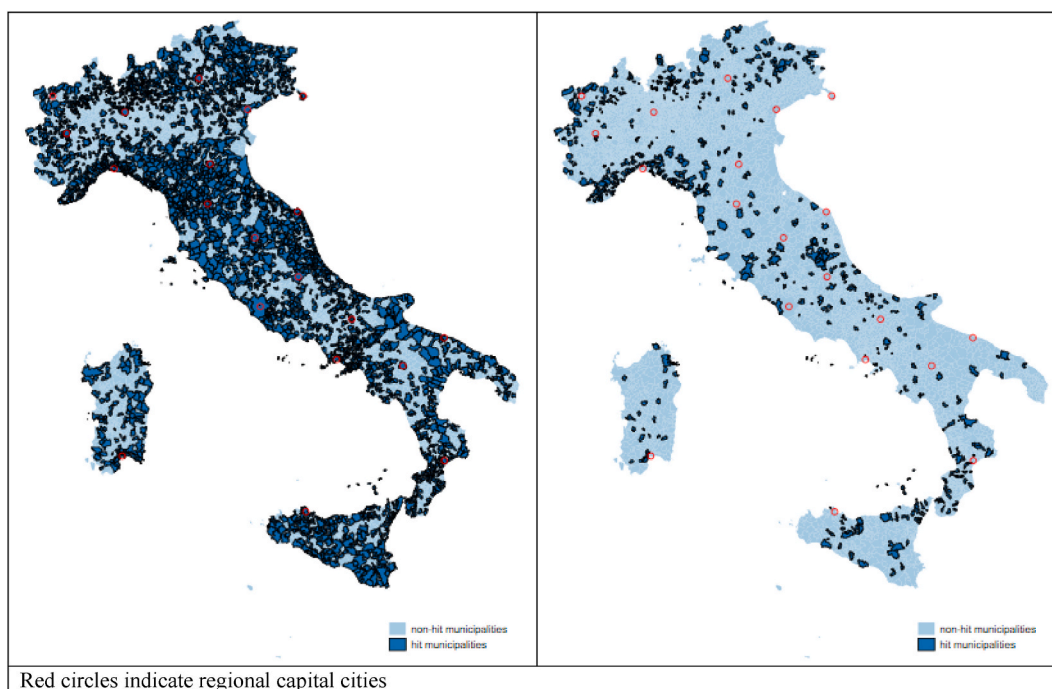 non-hit municipalities
hit municipalities
non-hit municipalities
hit municipalities
Red circles indicate regional capital cities